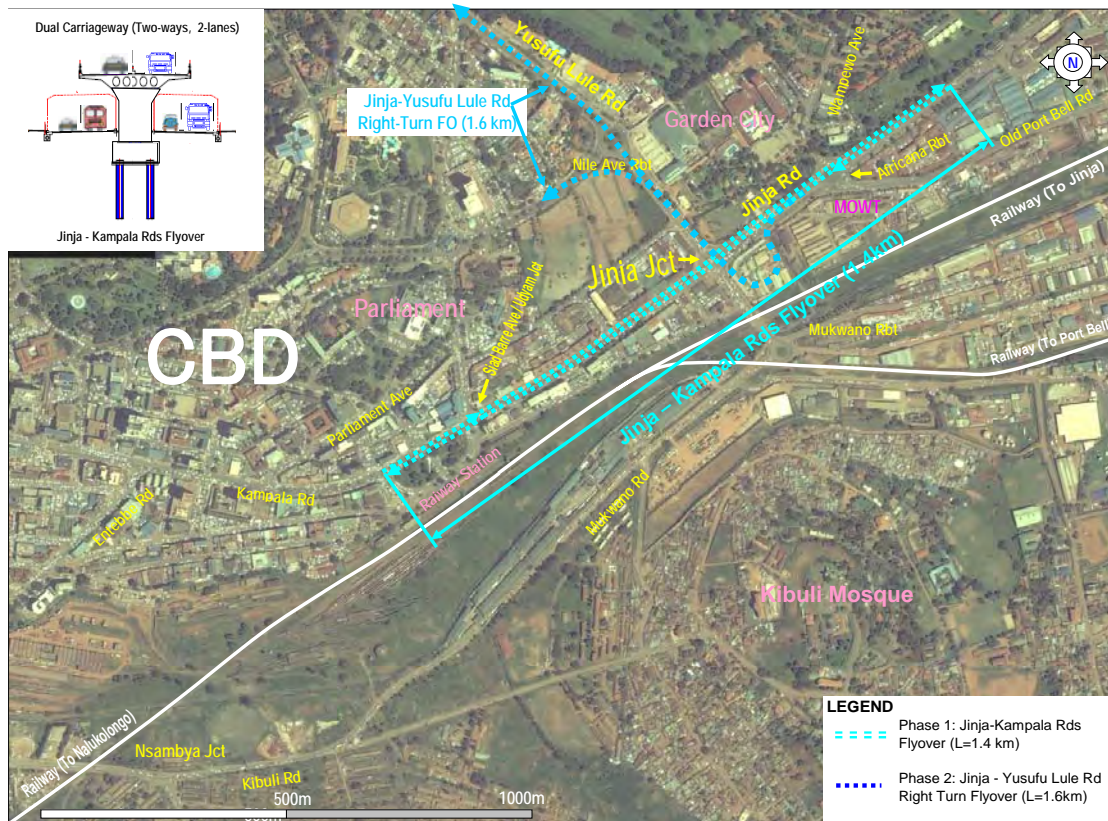 Dual Carriageway (Two-ways, 2-lanes)
Jinja - Kampala Rds Flyover
Yusufu Lule Rd
Jinja-Yusufu Lule Rd
Right-Turn FO (1.6 km)
Wampewo Ave
N
Garden City
Old Port Bell Rd
Nile Ave Rbt
Africana Rbt
Jinja Rd
MOWT
Railway (To Jinja)
Jinja Jct
Siad Barre Ave / Udyam Jct
Parliament
CBD
Jinja – Kampala Rds Flyover (1.4km)
Mukwano Rbt
Railway (To Port Bell)
Parliament Ave
Railway Station
Kampala Rd
Entebbe Rd
Mukwano Rd
Kibuli Mosque
Railway (To Nalukolongo)
Nsambya Jct
Kibuli Rd
500m
1000m
LEGEND
Phase 1: Jinja-Kampala Rds
Flyover (L=1.4 km)
Phase 2: Jinja - Yusufu Lule Rd
Right Turn Flyover (L=1.6km)